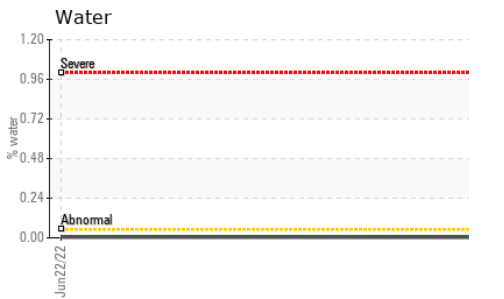 Water
1.20
Severe
0.96
0.72
% water
0.48
0.24
Abnormal
0.00
Jun22/22